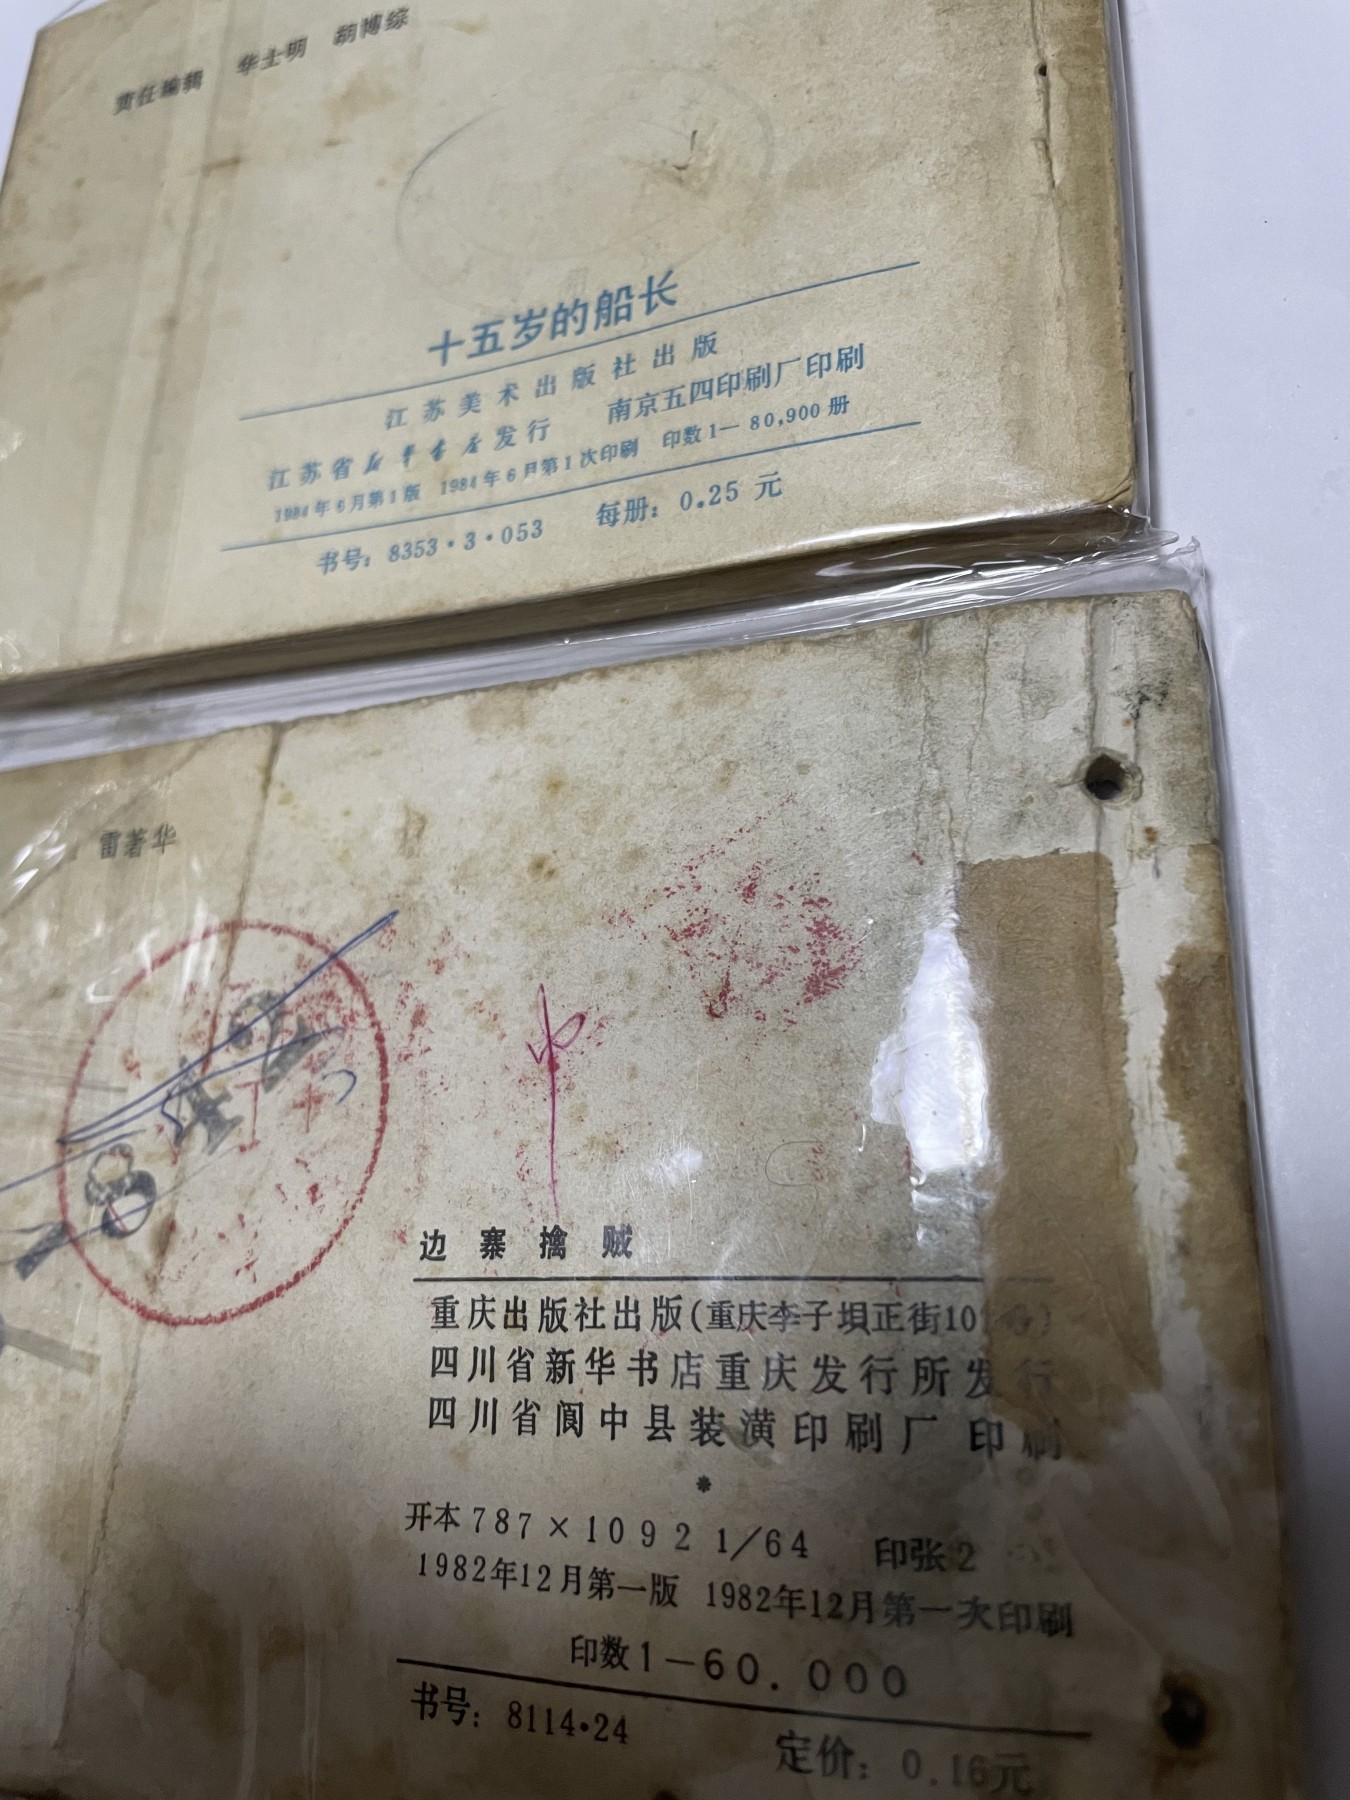 责任编辑 华士明 胡博综
十五岁的船长
江苏美术出版社出版
江苏省新华书店发行 南京五四印刷厂印刷
1984年6月第1版 1984年6月第1次印刷 印数1—80,900册
书号：8353·3·053 每册：0.25元
雷著华
842
中
边寨擒贼
重庆出版社出版(重庆李子坝正街10
四川省新华书店重庆发行所发行
四川省阆中县装潢印刷厂 印刷
*
开本787×1092 1/64 印张2
1982年12月第一版 1982年12月第一次印刷
印数1—60.000
书号：8114·24
定价：0.16元